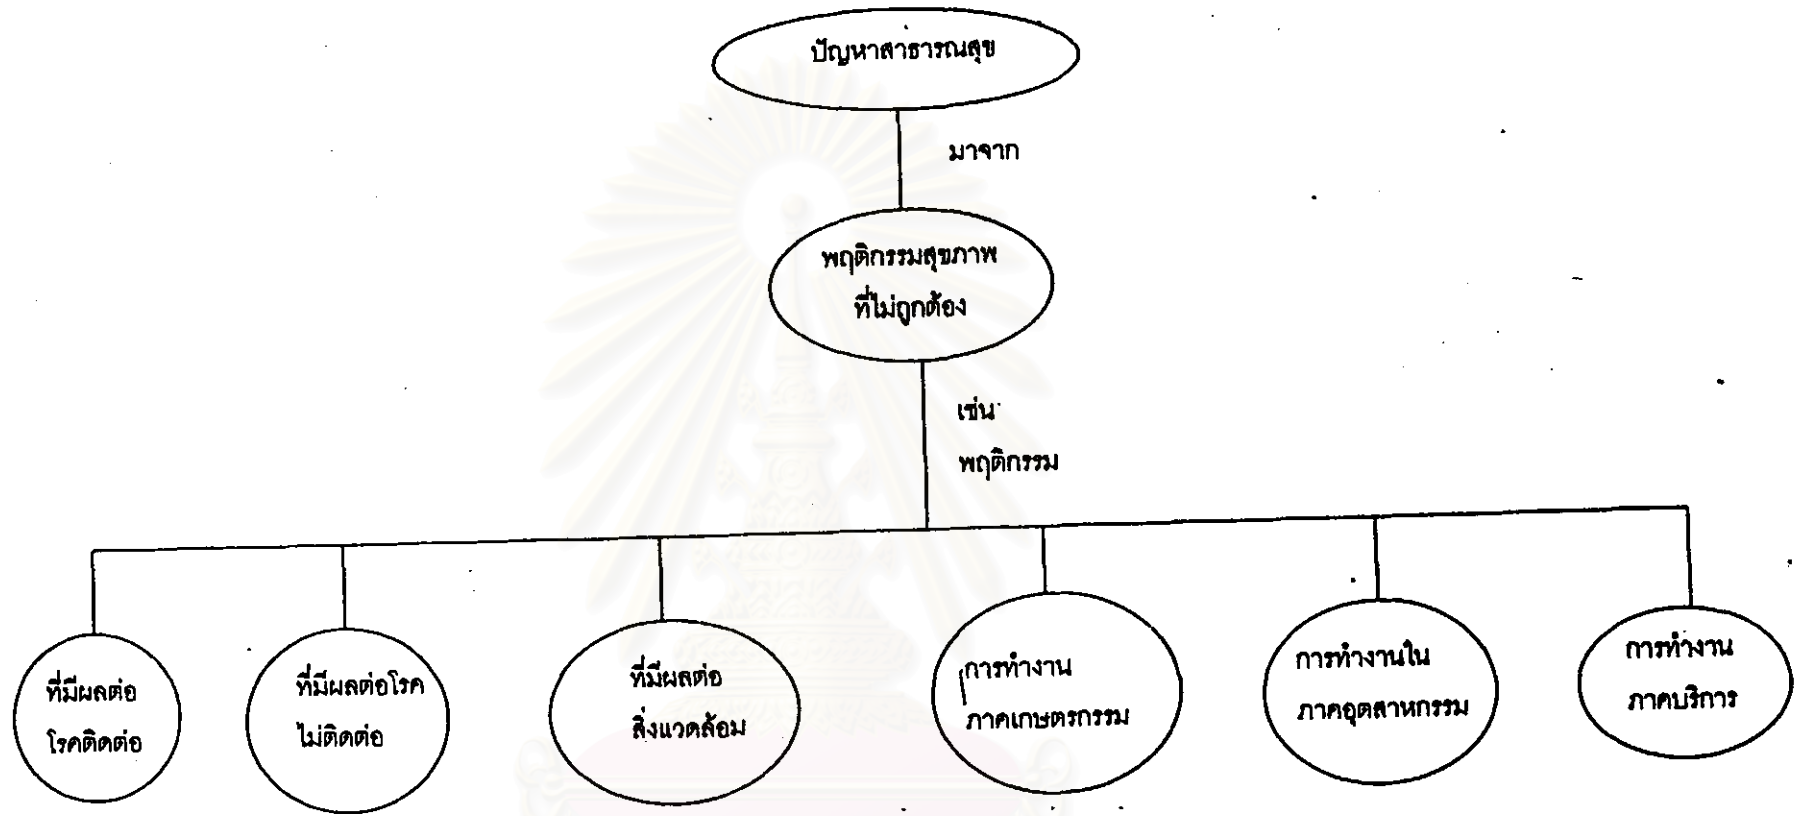 ปัญหาสาธารณสุข
มาจาก
พฤติกรรมสุขภาพ
ที่ไม่ถูกต้อง
เช่น
พฤติกรรม
ที่มีผลต่อ
โรคติดต่อ
ที่มีผลต่อโรค
ไม่ติดต่อ
ที่มีผลต่อ
สิ่งแวดล้อม
การทำงาน
ภาคเกษตรกรรม
การทำงานใน
ภาคอุตสาหกรรม
การทำงาน
ภาคบริการ